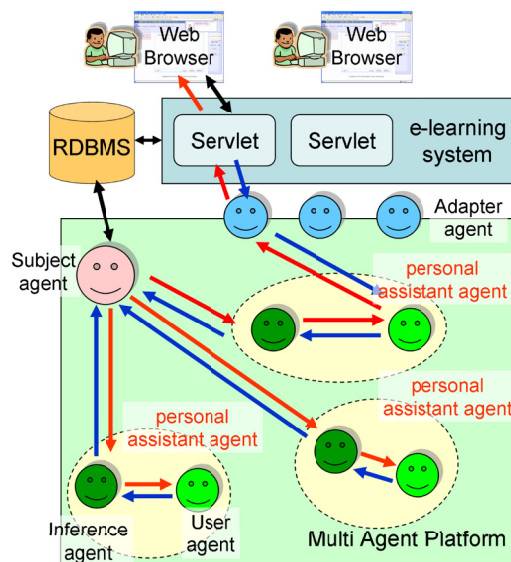 Web
Browser
Web
Browser
RDBMS
Servlet
Servlet
e-learning
system
Adapter
agent
Subject
agent
personal
assistant agent
personal
assistant agent
personal
assistant agent
Inference
agent
User
agent
Multi Agent Platform